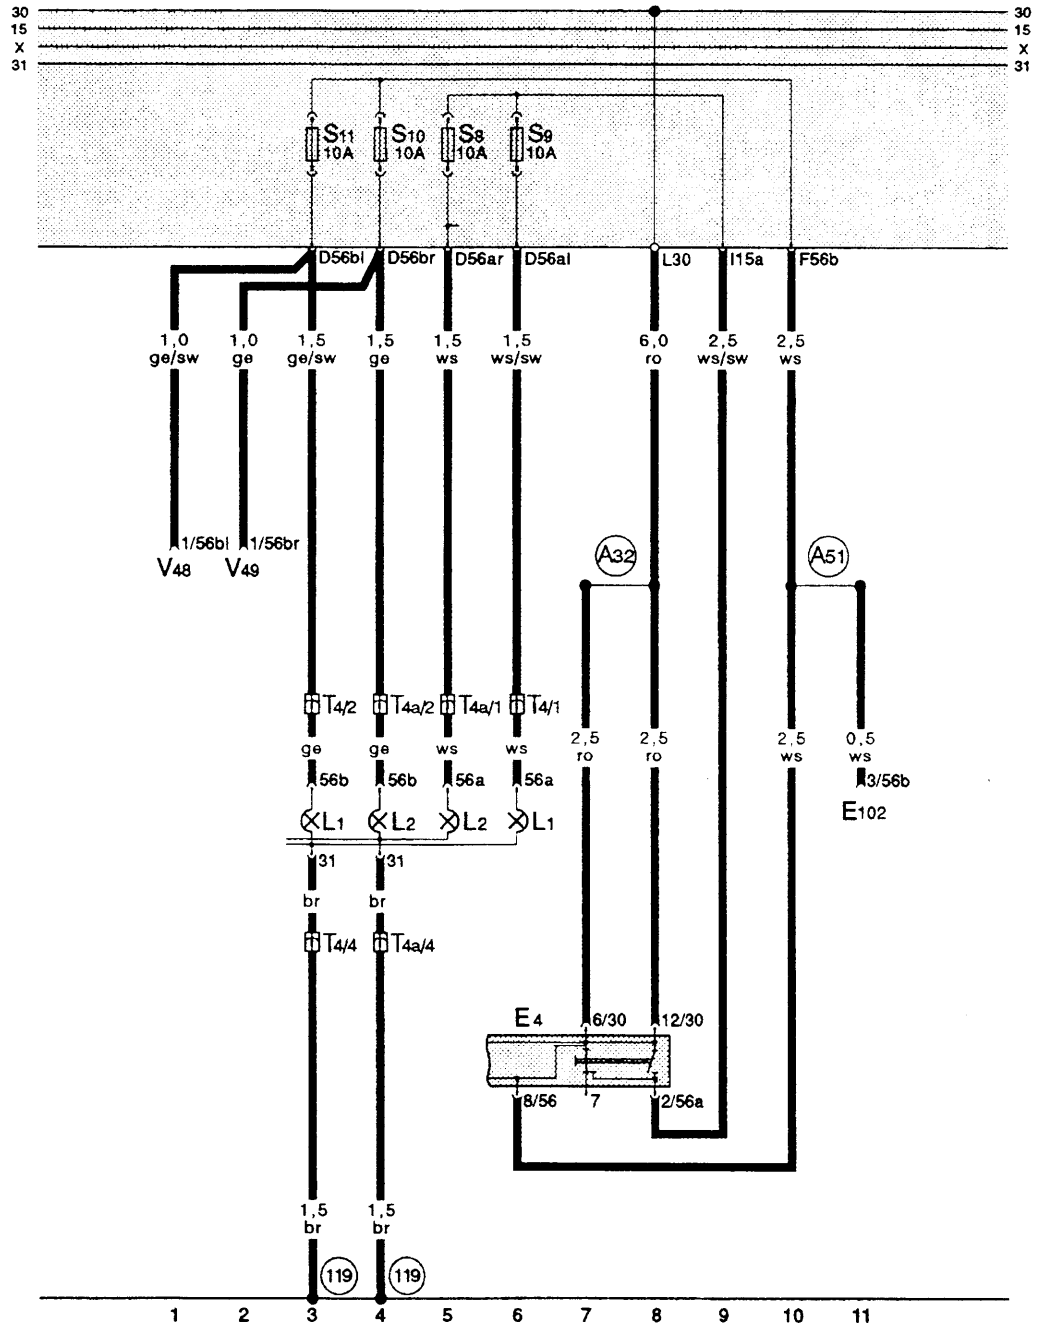 30 30
15 15
X X
31 31
S11 S10 S8 S9
10A 10A 10A 10A
D56bl D56br D56ar D56al L30 I15a F56b
1,0 1,0 1,5 1,5 1,5 1,5 6,0 2,5 2,5
ge/sw ge ge/sw ge ws ws/sw ro ws/sw ws
1/56bl 1/56br
V48 V49
A32 A51
T4/2 T4a/2 T4a/1 T4/1
2,5 2,5 2,5 0,5
ge ge ws ws ro ro ws ws
56b 56b 56a 56a 3/56b
E102
L1 L2 L2 L1
31 31
br br
T4/4 T4a/4
E4 6/30 12/30
8/56 7 2/56a
1,5 1,5
br br
119 119
1 2 3 4 5 6 7 8 9 10 11